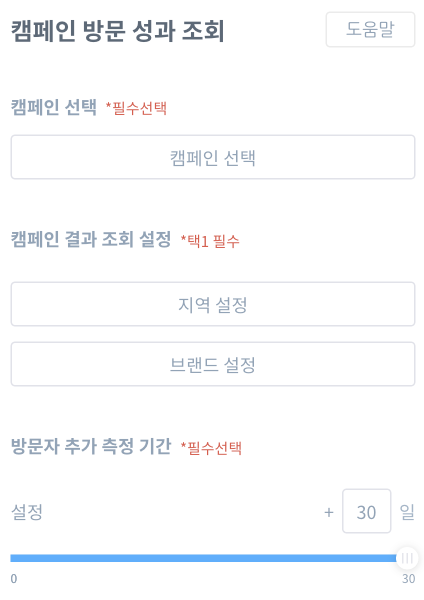 캠페인 방문 성과 조회
도움말
캠페인 선택 *필수선택
캠페인 선택
캠페인 결과 조회 설정 *택1 필수
지역 설정
브랜드 설정
방문자 추가 측정 기간 *필수선택
설정 + 30 일
0 30